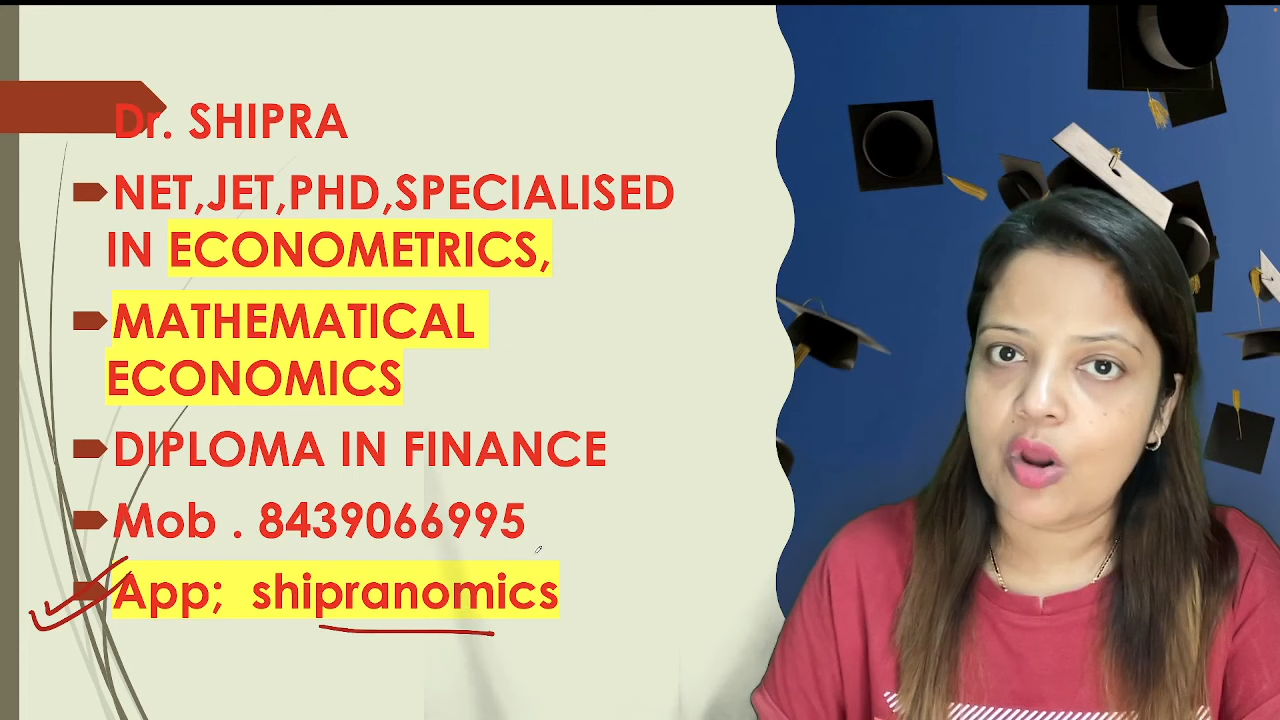 Dr. SHIPRA
NET,JET,PHD,SPECIALISED
IN ECONOMETRICS,
MATHEMATICAL
ECONOMICS
DIPLOMA IN FINANCE
Mob . 8439066995
App; shipranomics